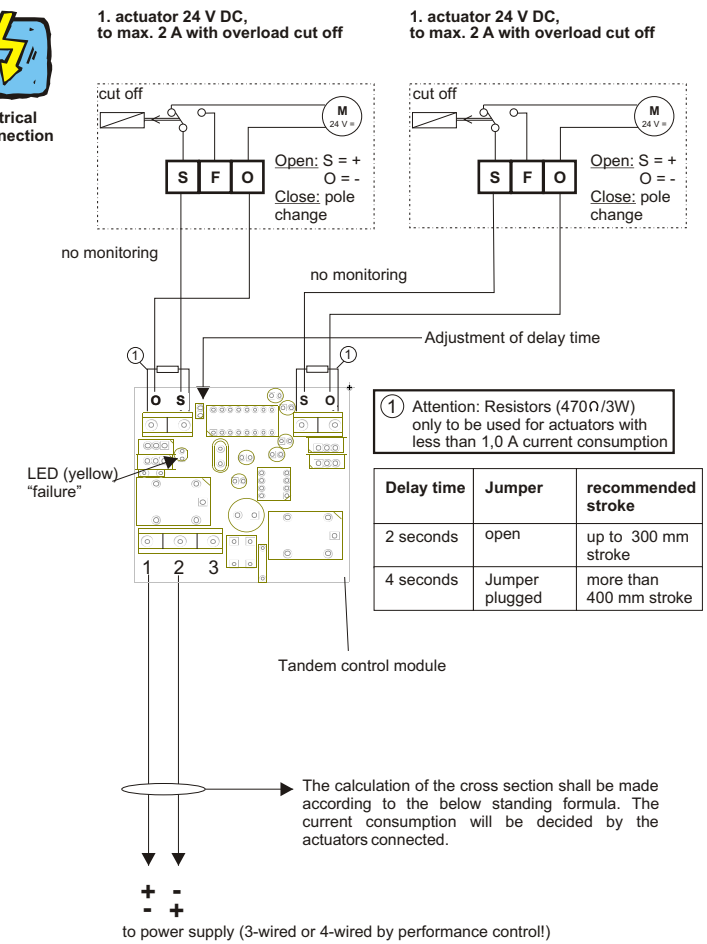 1. actuator 24 V DC,
to max. 2 A with overload cut off
1. actuator 24 V DC,
to max. 2 A with overload cut off
trical
nection
cut off
M
24 V =
S F O
Open: S = +
O = -
Close: pole
change
cut off
M
24 V =
S F O
Open: S = +
O = -
Close: pole
change
no monitoring
no monitoring
Adjustment of delay time
1
1
O S
S O
1 Attention: Resistors (470Ω/3W)
only to be used for actuators with
less than 1,0 A current consumption
LED (yellow)
“failure”
Delay time Jumper recommended
stroke
2 seconds open up to 300 mm
stroke
4 seconds Jumper
plugged more than
400 mm stroke
1 2 3
Tandem control module
The calculation of the cross section shall be made
according to the below standing formula. The
current consumption will be decided by the
actuators connected.
+ -
- +
to power supply (3-wired or 4-wired by performance control!)